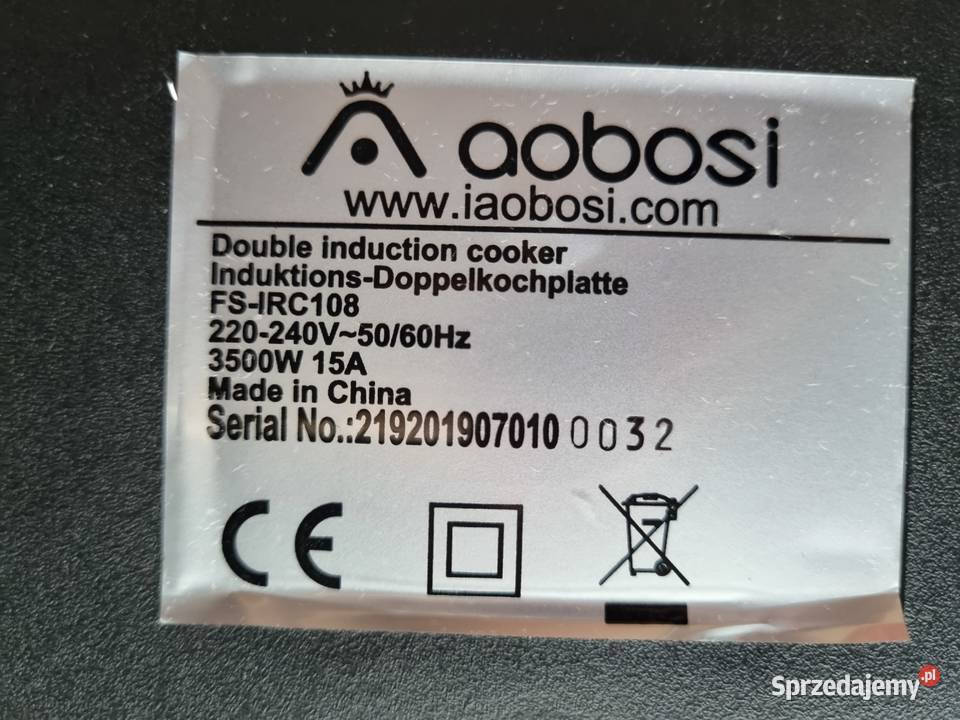 aobosi
www.iaobosi.com
Double induction cooker
Induktions-Doppelkochplatte
FS-IRC108
220-240V~50/60Hz
3500W 15A
Made in China
Serial No.:219201907010 0032
CE
Sprzedajemy.pl